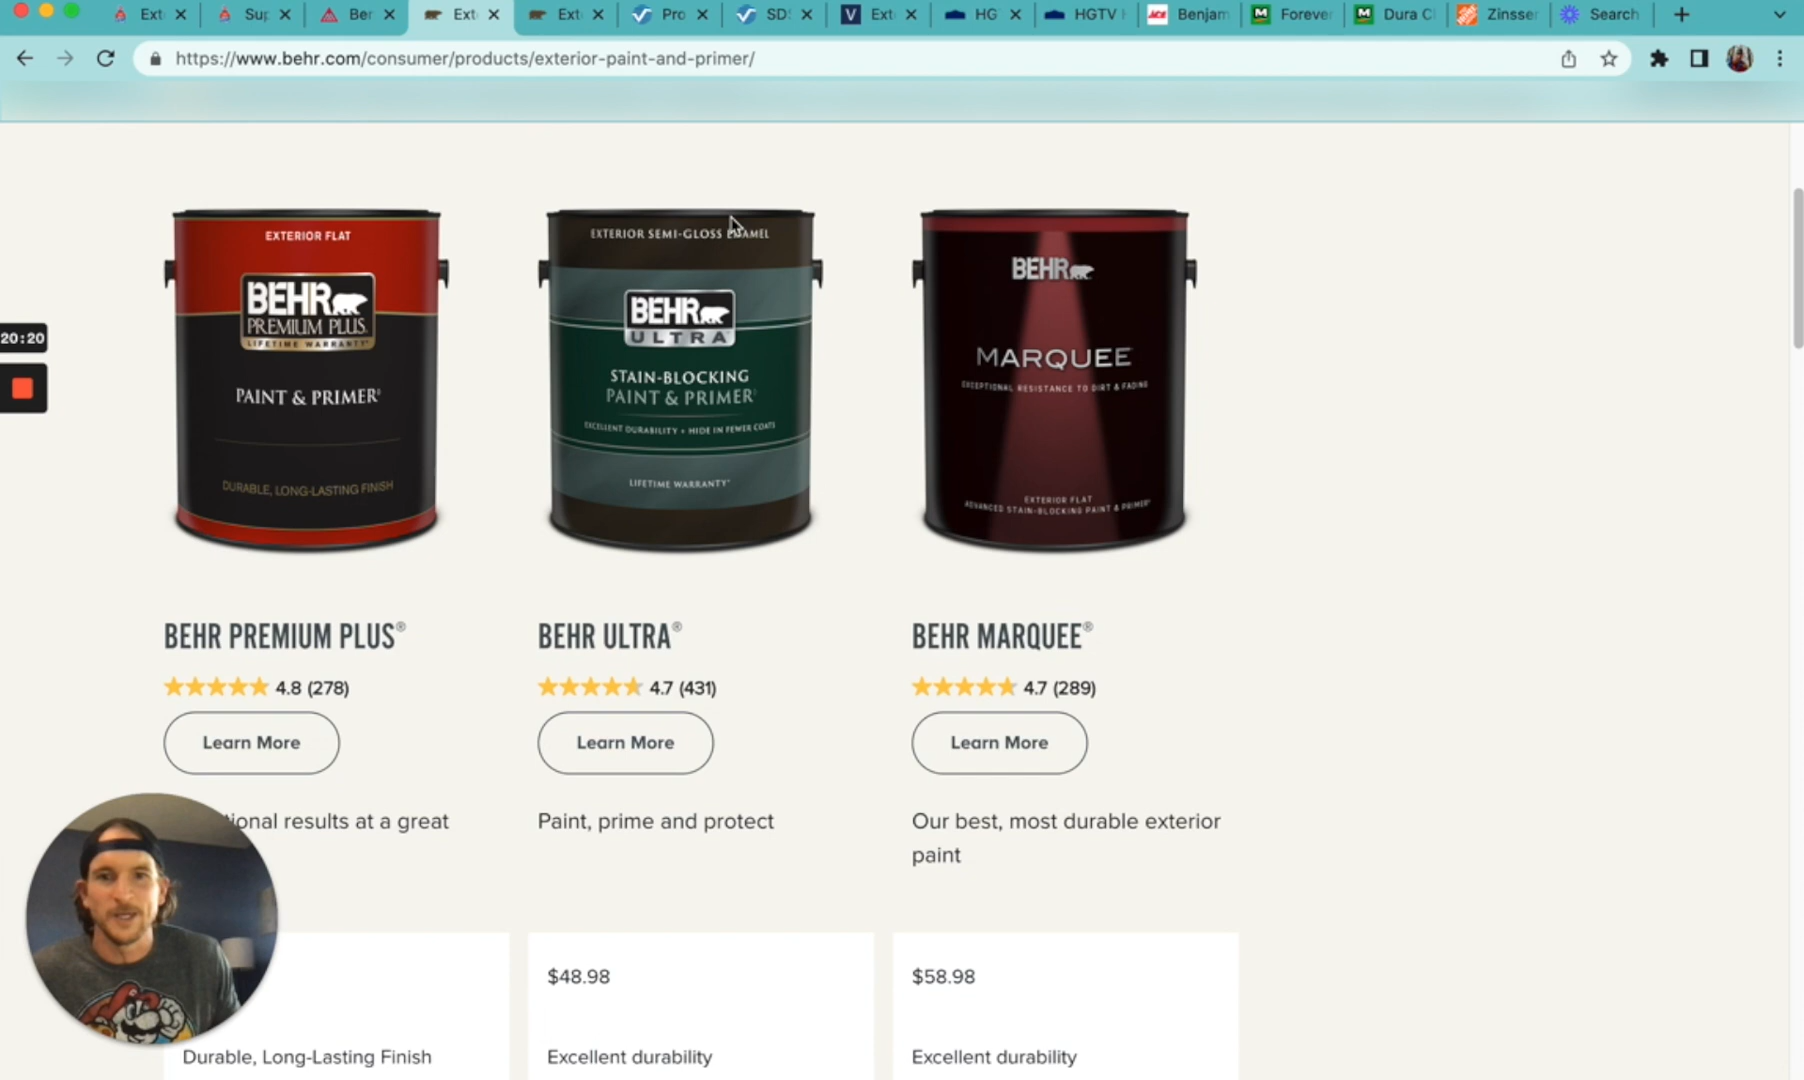 Ext
Sup
Ber
Ext
Ext
Pro
SDS
Ext
HG
HGTV
Benjam
Forever
Dura C
Zinsser
Search
https://www.behr.com/consumer/products/exterior-paint-and-primer/
20:20
EXTERIOR FLAT
BEHR
PREMIUM PLUS
LIFETIME WARRANTY
PAINT & PRIMER
DURABLE, LONG-LASTING FINISH
EXTERIOR SEMI-GLOSS ENAMEL
BEHR
ULTRA
STAIN-BLOCKING
PAINT & PRIMER
EXCELLENT DURABILITY • HIDE IN FEWER COATS
LIFETIME WARRANTY
BEHR
MARQUEE
EXCEPTIONAL RESISTANCE TO DIRT & FADING
EXTERIOR FLAT
ADVANCED STAIN-BLOCKING PAINT & PRIMER
BEHR PREMIUM PLUS®
4.8 (278)
Learn More
tional results at a great
BEHR ULTRA®
4.7 (431)
Learn More
Paint, prime and protect
BEHR MARQUEE®
4.7 (289)
Learn More
Our best, most durable exterior
paint
Durable, Long-Lasting Finish
$48.98
Excellent durability
$58.98
Excellent durability